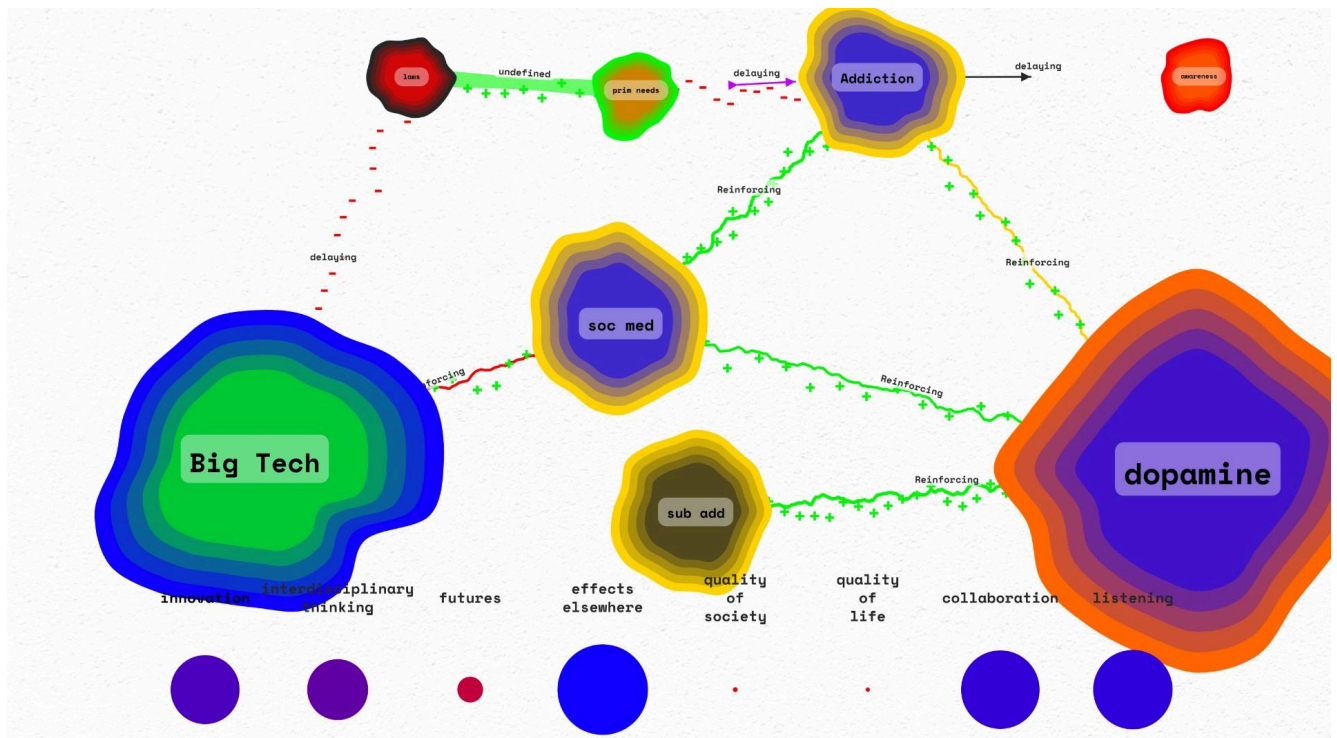 laws
undefined
prim needs
delaying
Addiction
delaying
awareness
Reinforcing
delaying
Reinforcing
soc med
forcing
Reinforcing
Big Tech
dopamine
Reinforcing
sub add
innovation
interdisciplinary
thinking
futures
effects
elsewhere
quality
of
society
quality
of
life
collaboration
listening